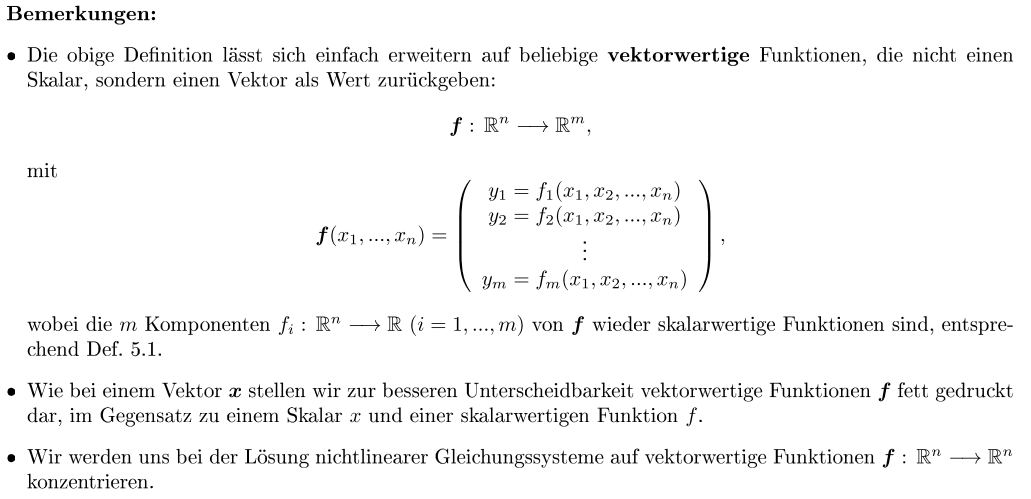 Bemerkungen:
• Die obige Definition lässt sich einfach erweitern auf beliebige vektorwertige Funktionen, die nicht einen
Skalar, sondern einen Vektor als Wert zurückgeben:
f : ℝⁿ ⟶ ℝᵐ,
mit
f(x₁, ..., xₙ) = (
y₁ = f₁(x₁, x₂, ..., xₙ)
y₂ = f₂(x₁, x₂, ..., xₙ)
⋮
yₘ = fₘ(x₁, x₂, ..., xₙ)
),
wobei die m Komponenten fᵢ : ℝⁿ ⟶ ℝ (i = 1, ..., m) von f wieder skalarwertige Funktionen sind, entspre-
chend Def. 5.1.
• Wie bei einem Vektor x stellen wir zur besseren Unterscheidbarkeit vektorwertige Funktionen f fett gedruckt
dar, im Gegensatz zu einem Skalar x und einer skalarwertigen Funktion f.
• Wir werden uns bei der Lösung nichtlinearer Gleichungssysteme auf vektorwertige Funktionen f : ℝⁿ ⟶ ℝⁿ
konzentrieren.